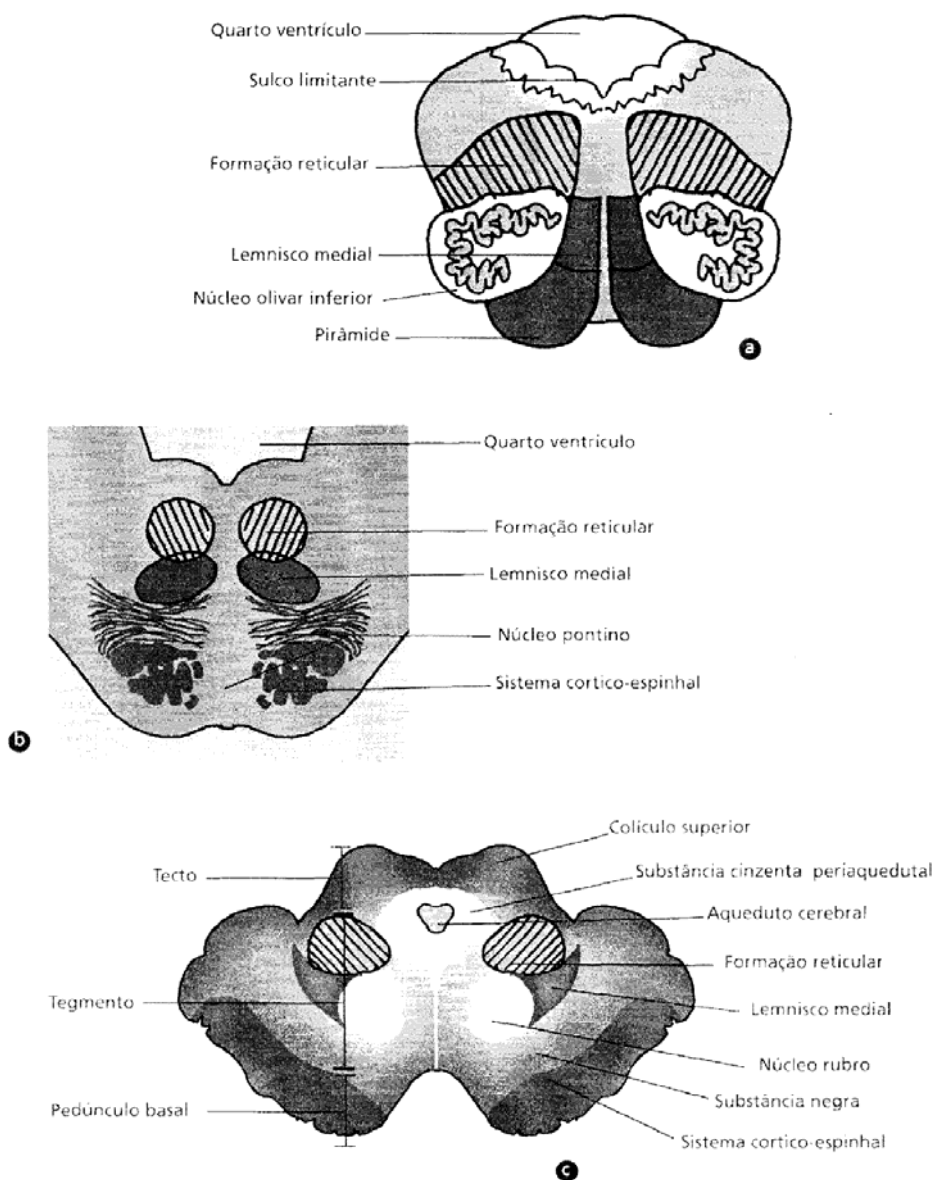 Quarto ventrículo
Sulco limitante
Formação reticular
Lemnisco medial
Núcleo olivar inferior
Pirâmide
a
Quarto ventrículo
Formação reticular
Lemnisco medial
Núcleo pontino
Sistema cortico-espinhal
b
Colículo superior
Tecto
Substância cinzenta periaquedutal
Aqueduto cerebral
Formação reticular
Tegmento
Lemnisco medial
Núcleo rubro
Pedúnculo basal
Substância negra
Sistema cortico-espinhal
c